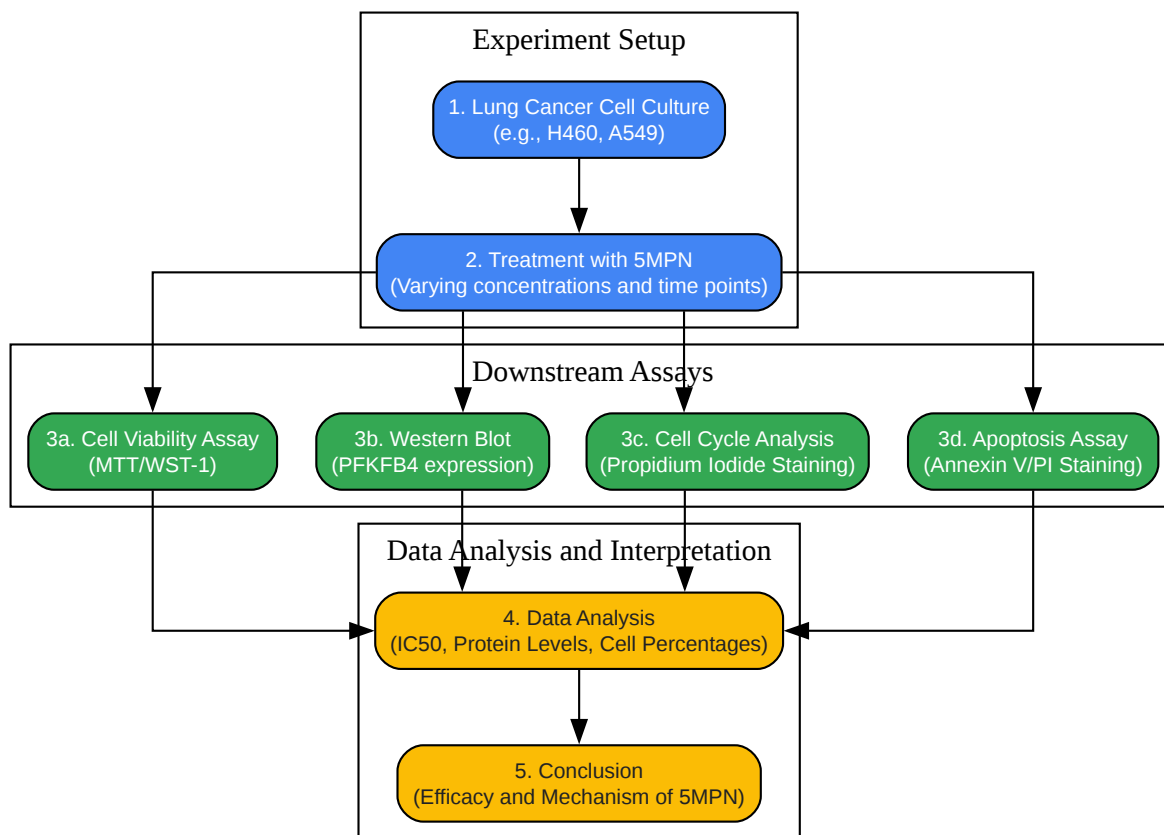 Experiment Setup
1. Lung Cancer Cell Culture
(e.g., H460, A549)
2. Treatment with 5MPN
(Varying concentrations and time points)
Downstream Assays
3a. Cell Viability Assay
(MTT/WST-1)
3b. Western Blot
(PFKFB4 expression)
3c. Cell Cycle Analysis
(Propidium Iodide Staining)
3d. Apoptosis Assay
(Annexin V/PI Staining)
Data Analysis and Interpretation
4. Data Analysis
(IC50, Protein Levels, Cell Percentages)
5. Conclusion
(Efficacy and Mechanism of 5MPN)